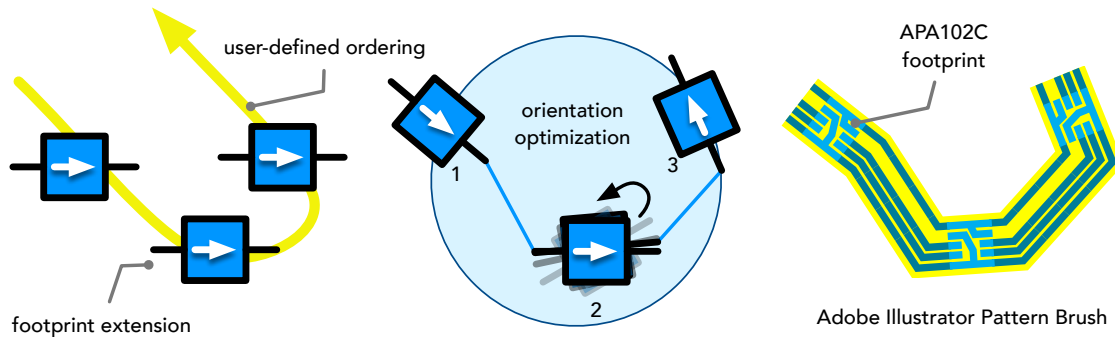 user-defined ordering
footprint extension
orientation
optimization
1
2
3
APA102C
footprint
Adobe Illustrator Pattern Brush